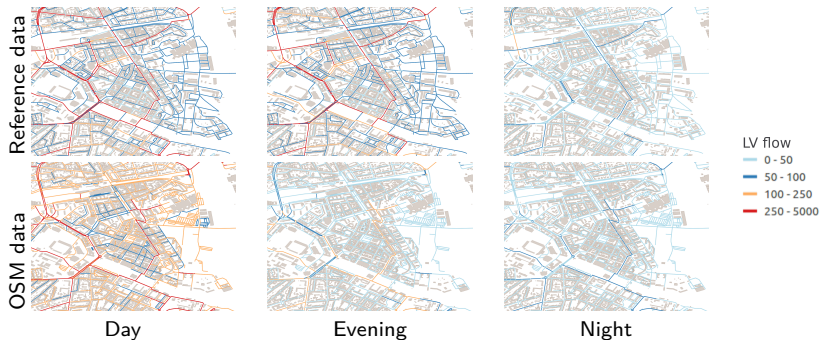 Reference data
LV flow
0 - 50
50 - 100
100 - 250
250 - 5000
OSM data
Day
Evening
Night